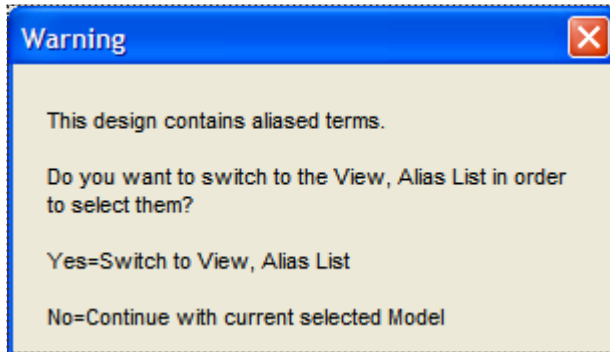 Warning
This design contains aliased terms.
Do you want to switch to the View, Alias List in order
to select them?
Yes=Switch to View, Alias List
No=Continue with current selected Model